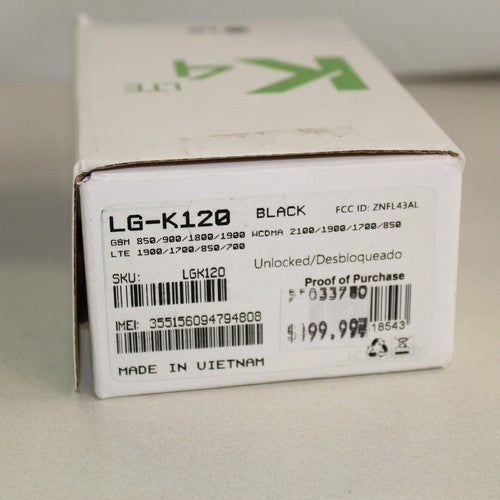 K4
LTE
LG-K120 BLACK FCC ID: ZNFL43AL
GSM 850/900/1800/1900 WCDMA 2100/1900/1700/850
LTE 1900/1700/850/700
Unlocked/Desbloqueado
SKU: LGK120
Proof of Purchase
033780
IMEI: 355156094794808
$199.99
18543
MADE IN VIETNAM